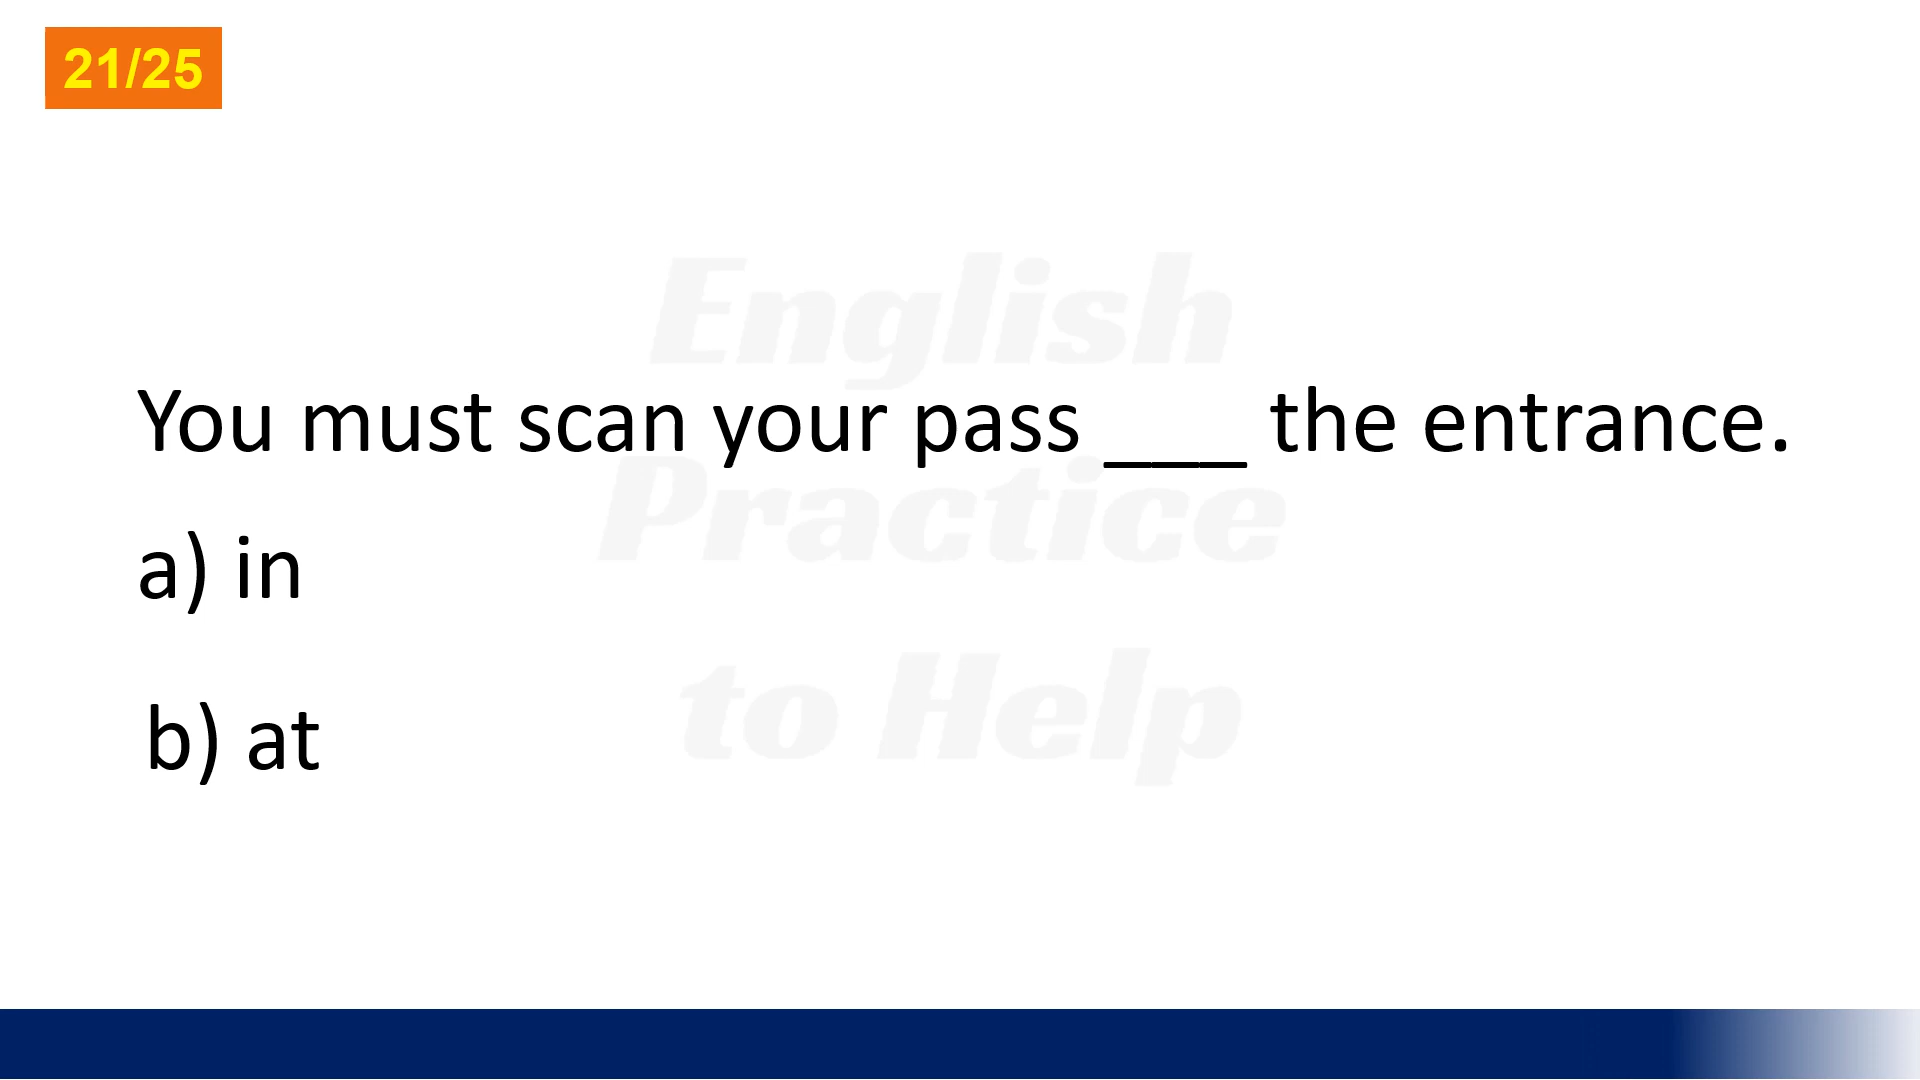 21/25
English
You must scan your pass ___ the entrance.
Practice
a) in
to Help
b) at